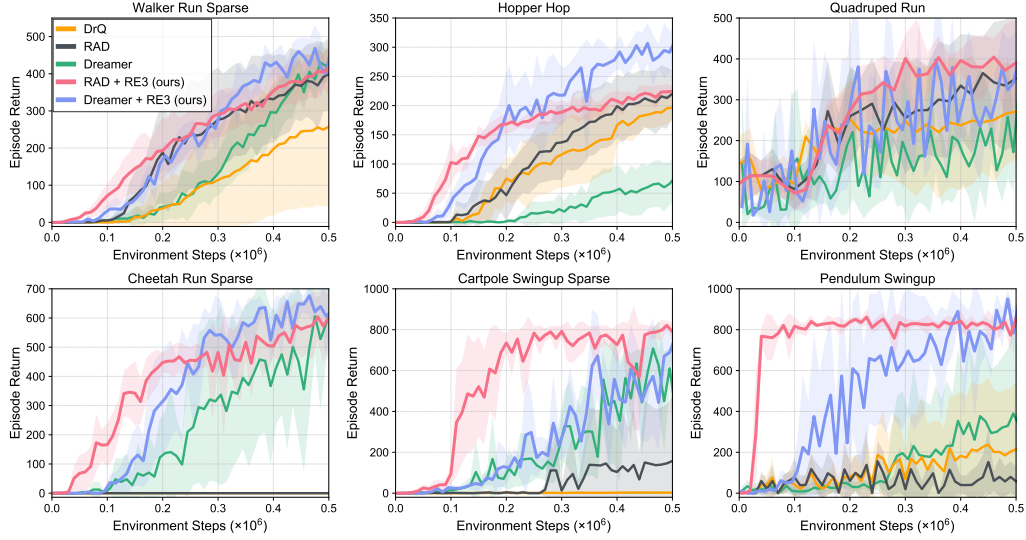 Walker Run Sparse
Episode Return
500
400
300
200
100
0
DrQ
RAD
Dreamer
RAD + RE3 (ours)
Dreamer + RE3 (ours)
0.0 0.1 0.2 0.3 0.4 0.5
Environment Steps (×10⁶)
Hopper Hop
Episode Return
350
300
250
200
150
100
50
0
0.0 0.1 0.2 0.3 0.4 0.5
Environment Steps (×10⁶)
Quadruped Run
Episode Return
500
400
300
200
100
0
0.0 0.1 0.2 0.3 0.4 0.5
Environment Steps (×10⁶)
Cheetah Run Sparse
Episode Return
700
600
500
400
300
200
100
0
0.0 0.1 0.2 0.3 0.4 0.5
Environment Steps (×10⁶)
Cartpole Swingup Sparse
Episode Return
1000
800
600
400
200
0
0.0 0.1 0.2 0.3 0.4 0.5
Environment Steps (×10⁶)
Pendulum Swingup
Episode Return
1000
800
600
400
200
0
0.0 0.1 0.2 0.3 0.4 0.5
Environment Steps (×10⁶)